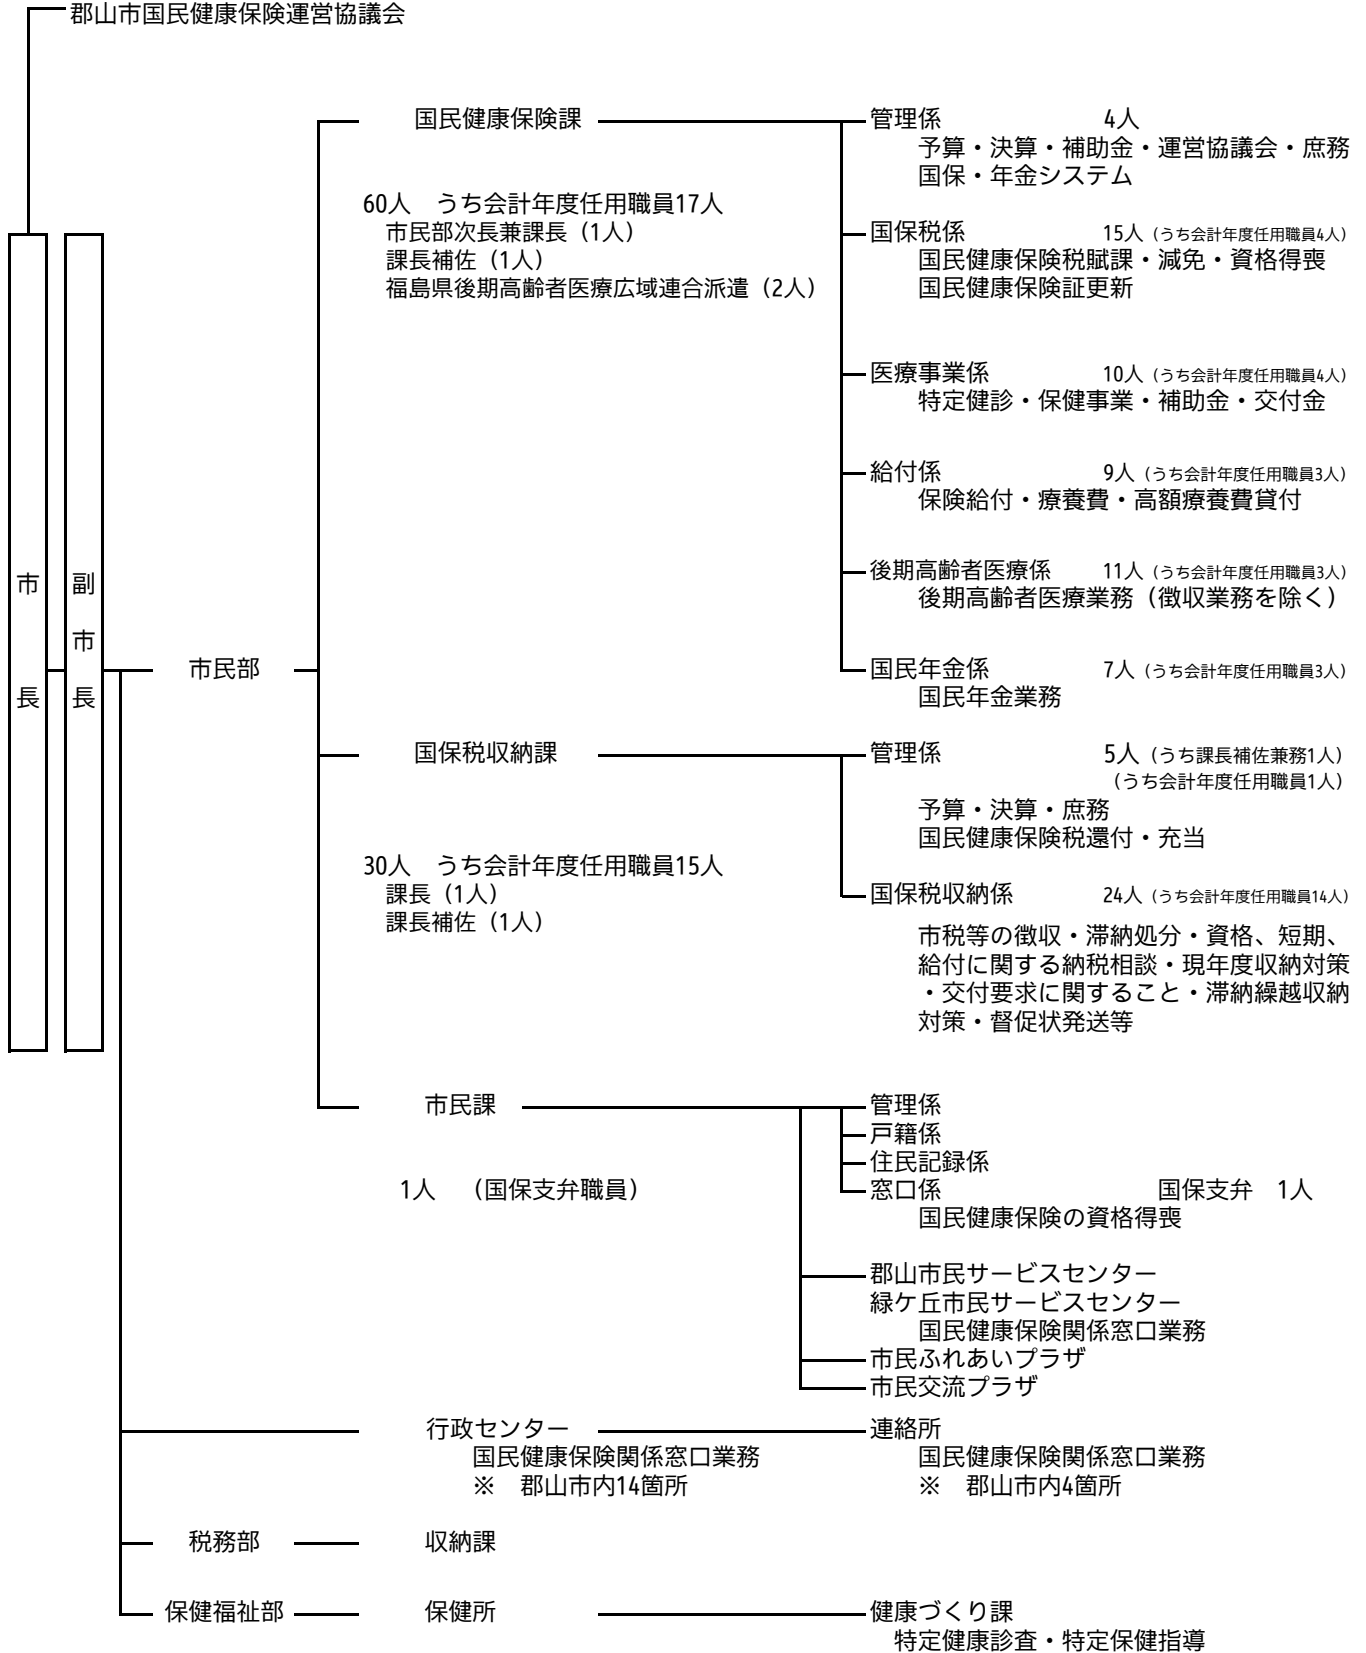 郡山市国民健康保険運営協議会
市長
副市長
市民部
国民健康保険課
60人　うち会計年度任用職員17人
市民部次長兼課長（1人）
課長補佐（1人）
福島県後期高齢者医療広域連合派遣（2人）
管理係　4人
予算・決算・補助金・運営協議会・庶務
国保・年金システム
国保税係　15人（うち会計年度任用職員4人）
国民健康保険税賦課・減免・資格得喪
国民健康保険証更新
医療事業係　10人（うち会計年度任用職員4人）
特定健診・保健事業・補助金・交付金
給付係　9人（うち会計年度任用職員3人）
保険給付・療養費・高額療養費貸付
後期高齢者医療係　11人（うち会計年度任用職員3人）
後期高齢者医療業務（徴収業務を除く）
国民年金係　7人（うち会計年度任用職員3人）
国民年金業務
国保税収納課
30人　うち会計年度任用職員15人
課長（1人）
課長補佐（1人）
管理係　5人（うち課長補佐兼務1人）
（うち会計年度任用職員1人）
予算・決算・庶務
国民健康保険税還付・充当
国保税収納係　24人（うち会計年度任用職員14人）
市税等の徴収・滞納処分・資格、短期、
給付に関する納税相談・現年度収納対策
・交付要求に関すること・滞納繰越収納
対策・督促状発送等
市民課
1人　（国保支弁職員）
管理係
戸籍係
住民記録係
窓口係　国保支弁　1人
国民健康保険の資格得喪
郡山市民サービスセンター
緑ケ丘市民サービスセンター
国民健康保険関係窓口業務
市民ふれあいプラザ
市民交流プラザ
行政センター
国民健康保険関係窓口業務
※　郡山市内14箇所
連絡所
国民健康保険関係窓口業務
※　郡山市内4箇所
税務部
収納課
保健福祉部
保健所
健康づくり課
特定健康診査・特定保健指導